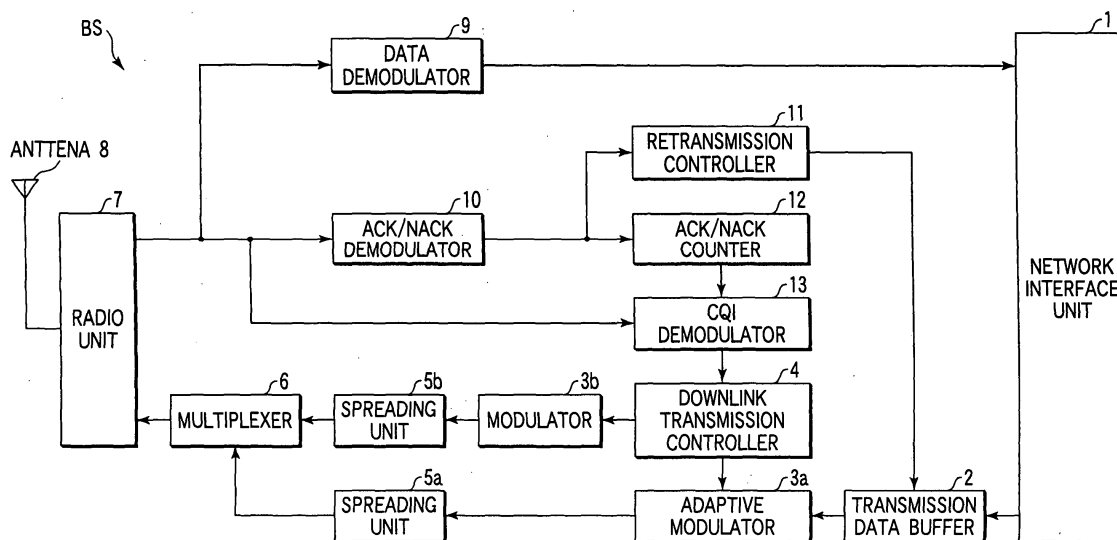 BS
9
DATA
DEMODULATOR
1
11
RETRANSMISSION
CONTROLLER
ANTTENA 8
7
RADIO
UNIT
10
ACK/NACK
DEMODULATOR
12
ACK/NACK
COUNTER
13
CQI
DEMODULATOR
NETWORK
INTERFACE
UNIT
6
MULTIPLEXER
5b
SPREADING
UNIT
3b
MODULATOR
4
DOWNLINK
TRANSMISSION
CONTROLLER
5a
SPREADING
UNIT
3a
ADAPTIVE
MODULATOR
2
TRANSMISSION
DATA BUFFER